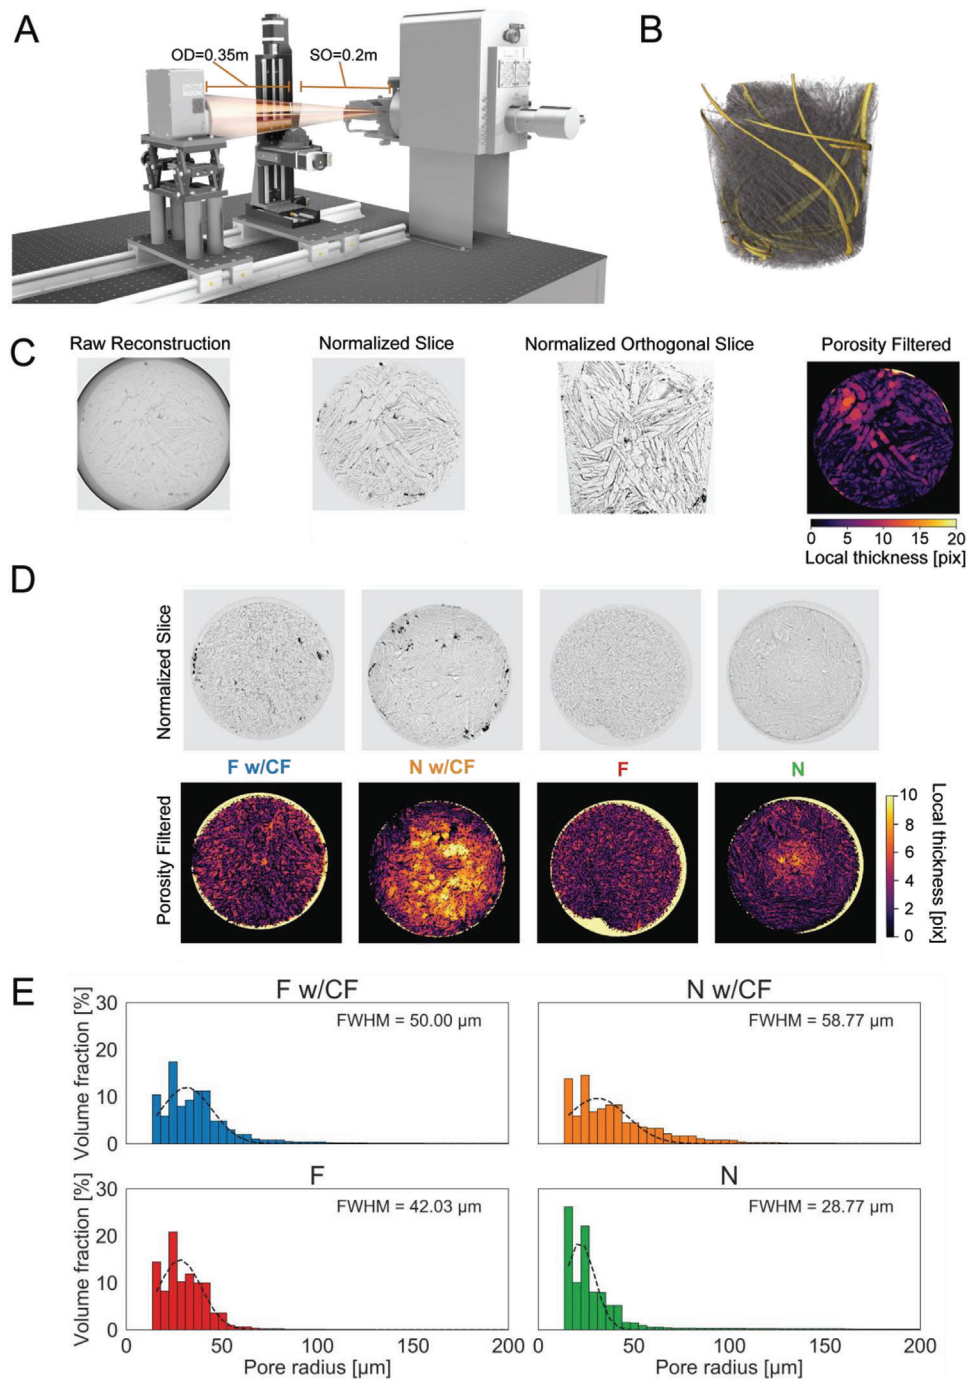 A
OD=0.35m
SO=0.2m
B
C
Raw Reconstruction
Normalized Slice
Normalized Orthogonal Slice
Porosity Filtered
0 5 10 15 20
Local thickness [pix]
D
Normalized Slice
F w/CF
N w/CF
F
N
Porosity Filtered
10
8
6
4
2
0
Local thickness [pix]
E
F w/CF
N w/CF
Volume fraction [%]
30
20
10
0
FWHM = 50.00 µm
FWHM = 58.77 µm
F
N
Volume fraction [%]
30
20
10
0
FWHM = 42.03 µm
FWHM = 28.77 µm
0 50 100 150 200
0 50 100 150 200
Pore radius [µm]
Pore radius [µm]